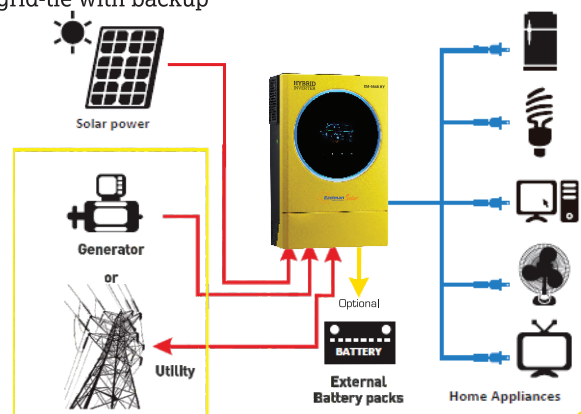 grid-tie with backup
Solar power
HYBRID
INVERTER
Generator
or
Utility
Optional
BATTERY
External
Battery packs
Home Appliances